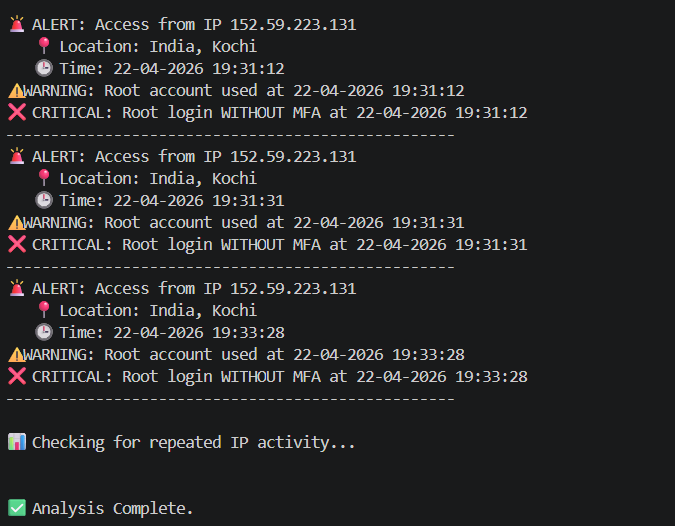 🚨 ALERT: Access from IP 152.59.223.131
📍 Location: India, Kochi
🕒 Time: 22-04-2026 19:31:12
⚠️WARNING: Root account used at 22-04-2026 19:31:12
❌ CRITICAL: Root login WITHOUT MFA at 22-04-2026 19:31:12
--------------------------------------------------
🚨 ALERT: Access from IP 152.59.223.131
📍 Location: India, Kochi
🕒 Time: 22-04-2026 19:31:31
⚠️WARNING: Root account used at 22-04-2026 19:31:31
❌ CRITICAL: Root login WITHOUT MFA at 22-04-2026 19:31:31
--------------------------------------------------
🚨 ALERT: Access from IP 152.59.223.131
📍 Location: India, Kochi
🕒 Time: 22-04-2026 19:33:28
⚠️WARNING: Root account used at 22-04-2026 19:33:28
❌ CRITICAL: Root login WITHOUT MFA at 22-04-2026 19:33:28
--------------------------------------------------
📊 Checking for repeated IP activity...
✅ Analysis Complete.